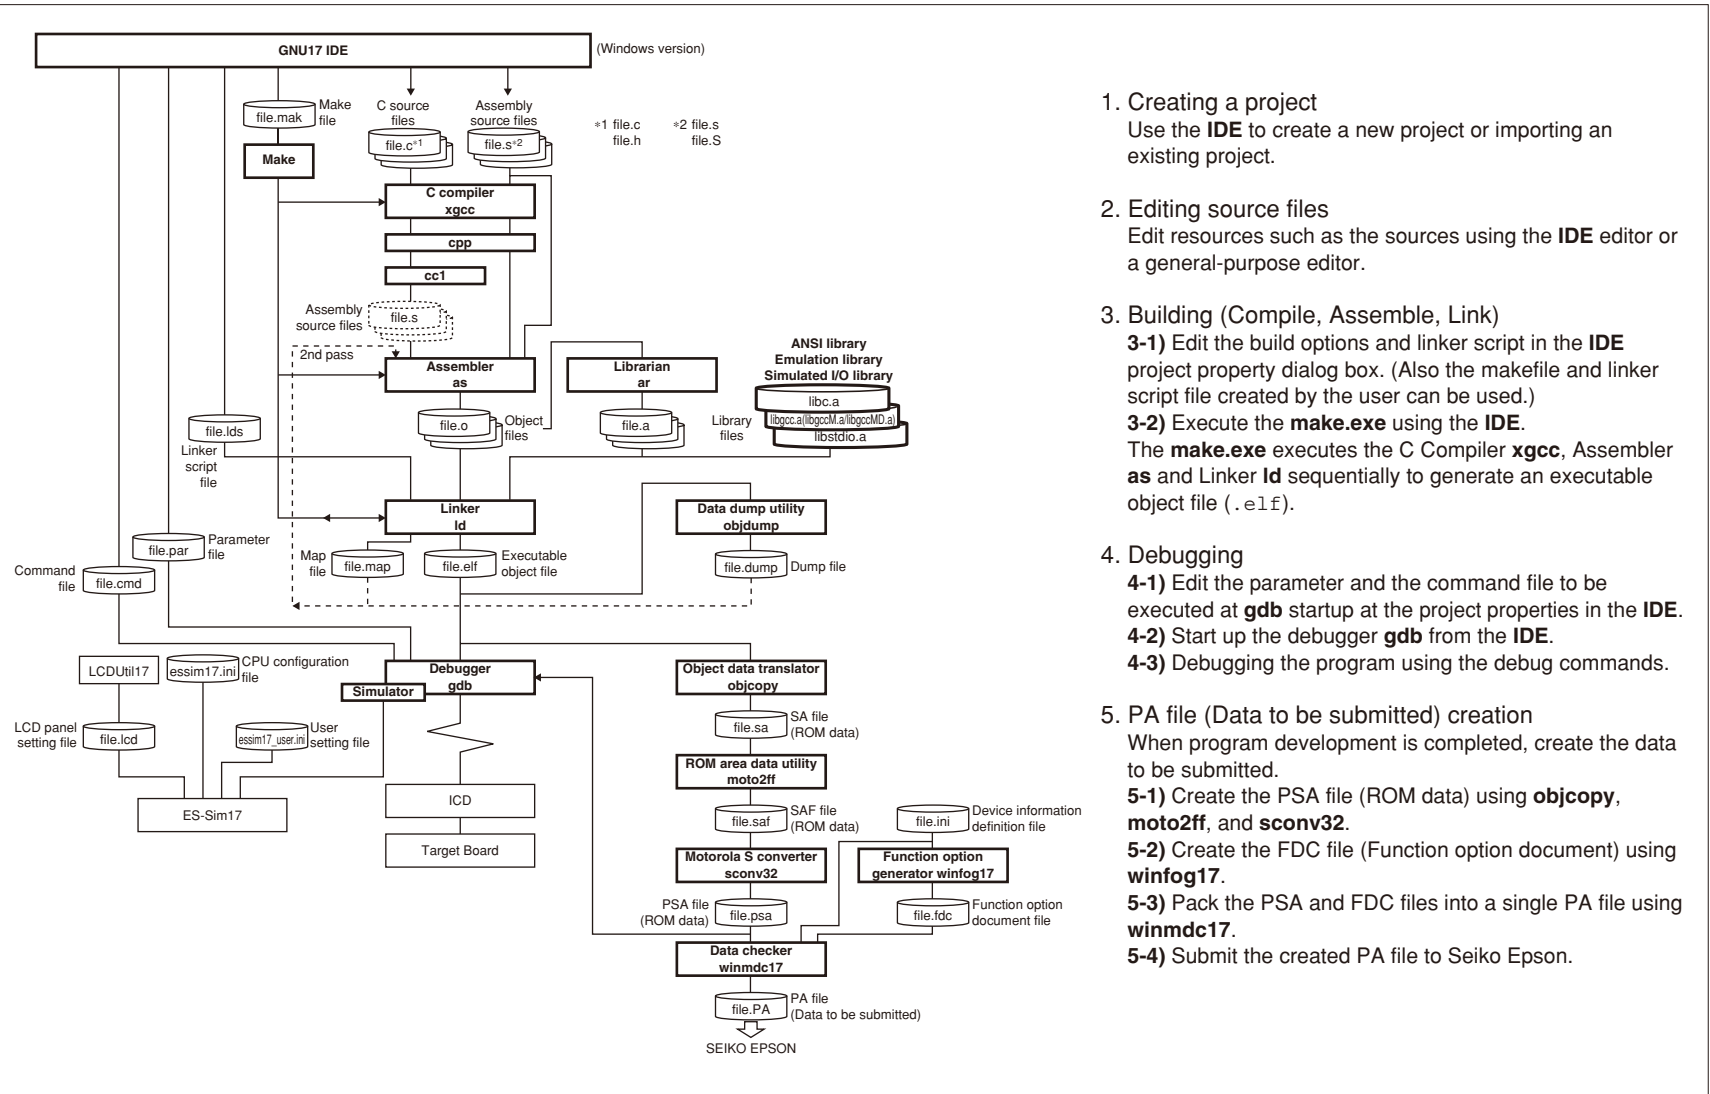 GNU17 IDE
(Windows version)
file.mak
Make
file
C source
files
file.c*1
Assembly
source files
file.s*2
*1 file.c
file.h
*2 file.s
file.S
Make
C compiler
xgcc
cpp
cc1
Assembly
source files
file.s
2nd pass
Assembler
as
Librarian
ar
ANSI library
Emulation library
Simulated I/O library
libc.a
libgcc.a(libgccM.a/libgccMD.a)
libstdio.a
Library
files
file.o
Object
files
file.a
file.lds
Linker
script
file
Linker
ld
Data dump utility
objdump
file.par
Parameter
file
Map
file
file.map
file.elf
Executable
object file
file.dump
Dump file
Command
file
file.cmd
LCDUtil17
essim17.ini
CPU configuration
file
Debugger
gdb
Simulator
Object data translator
objcopy
LCD panel
setting file
file.lcd
essim17_user.ini
User
setting file
file.sa
SA file
(ROM data)
ROM area data utility
moto2ff
ES-Sim17
ICD
Target Board
file.saf
SAF file
(ROM data)
file.ini
Device information
definition file
Motorola S converter
sconv32
Function option
generator winfog17
PSA file
(ROM data)
file.psa
file.fdc
Function option
document file
Data checker
winmdc17
file.PA
PA file
(Data to be submitted)
SEIKO EPSON
1. Creating a project
Use the IDE to create a new project or importing an
existing project.
2. Editing source files
Edit resources such as the sources using the IDE editor or
a general-purpose editor.
3. Building (Compile, Assemble, Link)
3-1) Edit the build options and linker script in the IDE
project property dialog box. (Also the makefile and linker
script file created by the user can be used.)
3-2) Execute the make.exe using the IDE.
The make.exe executes the C Compiler xgcc, Assembler
as and Linker ld sequentially to generate an executable
object file (.elf).
4. Debugging
4-1) Edit the parameter and the command file to be
executed at gdb startup at the project properties in the IDE.
4-2) Start up the debugger gdb from the IDE.
4-3) Debugging the program using the debug commands.
5. PA file (Data to be submitted) creation
When program development is completed, create the data
to be submitted.
5-1) Create the PSA file (ROM data) using objcopy,
moto2ff, and sconv32.
5-2) Create the FDC file (Function option document) using
winfog17.
5-3) Pack the PSA and FDC files into a single PA file using
winmdc17.
5-4) Submit the created PA file to Seiko Epson.